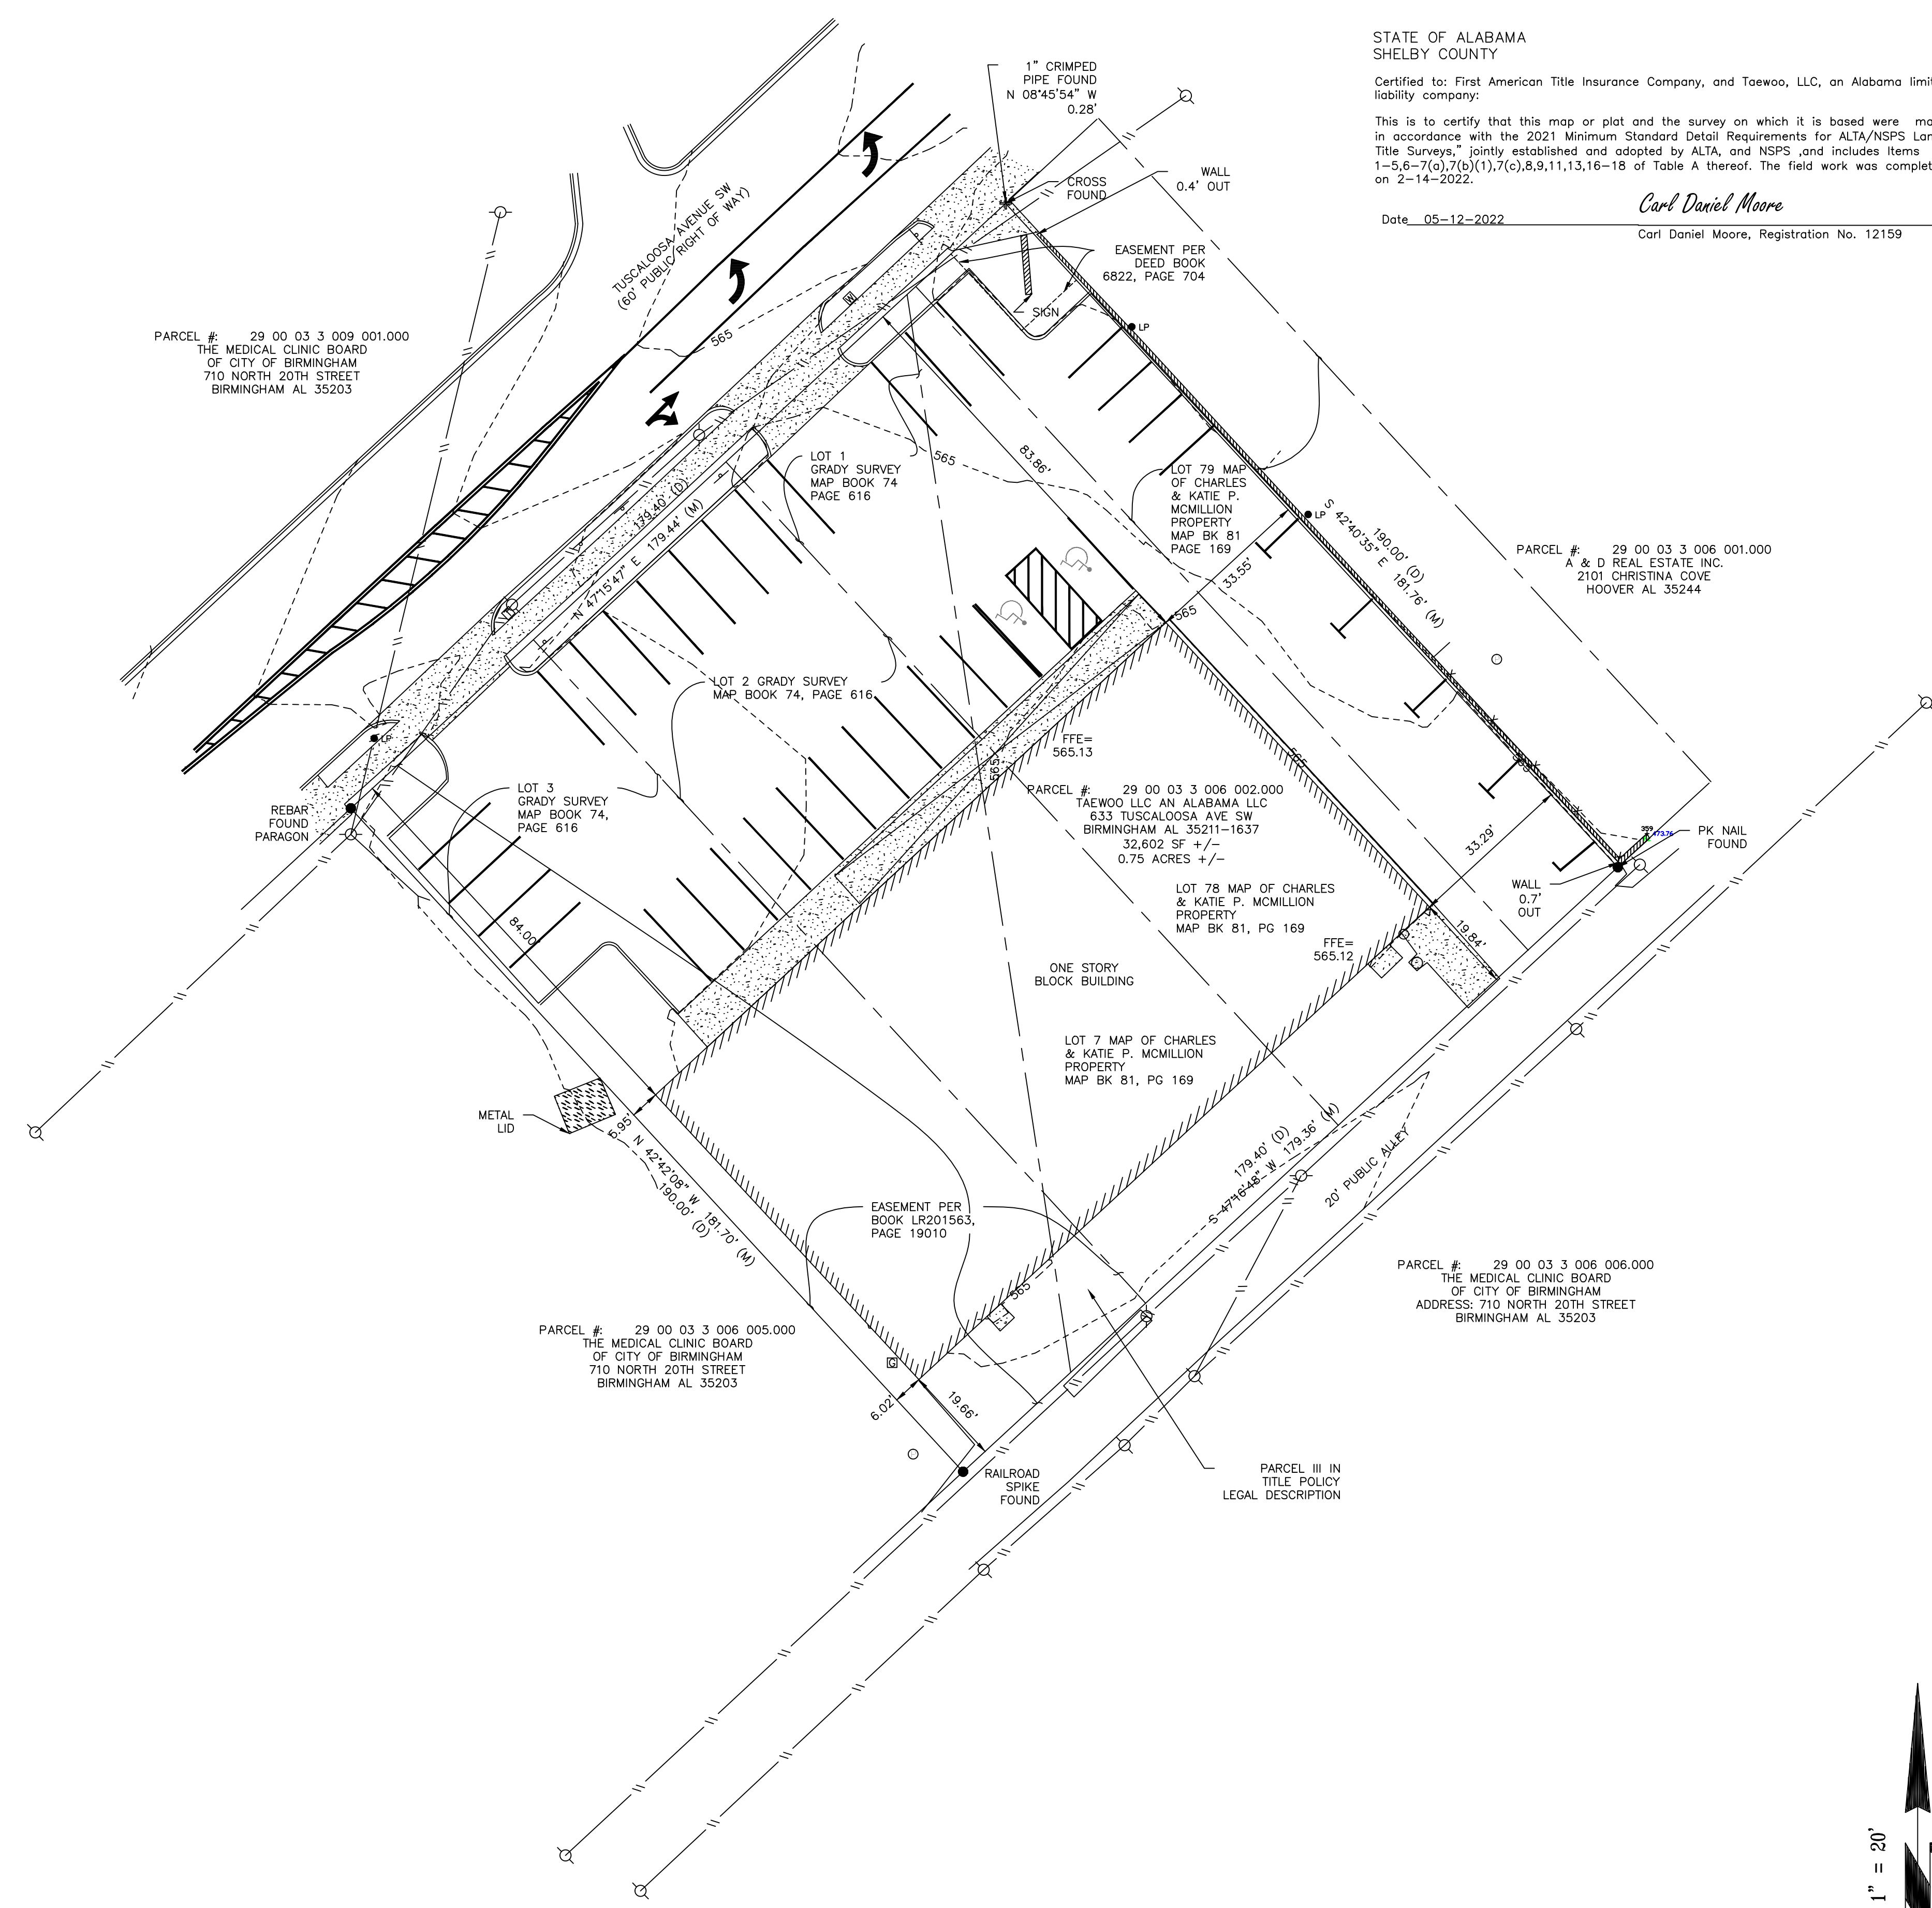 STATE OF ALABAMA
SHELBY COUNTY
Certified to: First American Title Insurance Company, and Taewoo, LLC, an Alabama limit
liability company:
This is to certify that this map or plat and the survey on which it is based were ma
in accordance with the 2021 Minimum Standard Detail Requirements for ALTA/NSPS Lan
Title Surveys,” jointly established and adopted by ALTA, and NSPS ,and includes Items
1-5,6-7(a),7(b)(1),7(c),8,9,11,13,16-18 of Table A thereof. The field work was complet
on 2-14-2022.
Carl Daniel Moore
Date 05-12-2022
Carl Daniel Moore, Registration No. 12159
1” CRIMPED
PIPE FOUND
N 08°45'54” W
0.28'
CROSS
FOUND
WALL
0.4' OUT
EASEMENT PER
DEED BOOK
6822, PAGE 704
SIGN
LP
TUSCALOOSA AVENUE SW
(60' PUBLIC RIGHT OF WAY)
565
W
P
PARCEL #: 29 00 03 3 009 001.000
THE MEDICAL CLINIC BOARD
OF CITY OF BIRMINGHAM
710 NORTH 20TH STREET
BIRMINGHAM AL 35203
LOT 1
GRADY SURVEY
MAP BOOK 74
PAGE 616
565
83.86'
LOT 79 MAP
OF CHARLES
& KATIE P.
MCMILLION
PROPERTY
MAP BK 81
PAGE 169
LP
190.00' (D)
S 42°40'35” E 181.76' (M)
PARCEL #: 29 00 03 3 006 001.000
A & D REAL ESTATE INC.
2101 CHRISTINA COVE
HOOVER AL 35244
179.40' (D)
N 47°15'47” E 179.44' (M)
P
P
33.55'
565
LOT 2 GRADY SURVEY
MAP BOOK 74, PAGE 616
LP
FFE=
565.13
565
565
565
REBAR
FOUND
PARAGON
LOT 3
GRADY SURVEY
MAP BOOK 74,
PAGE 616
PARCEL #: 29 00 03 3 006 002.000
TAEWOO LLC AN ALABAMA LLC
633 TUSCALOOSA AVE SW
BIRMINGHAM AL 35211-1637
32,602 SF +/-
0.75 ACRES +/-
359
473.76
PK NAIL
FOUND
33.29'
WALL
0.7'
OUT
LOT 78 MAP OF CHARLES
& KATIE P. MCMILLION
PROPERTY
MAP BK 81, PG 169
84.00'
19.84'
FFE=
565.12
ONE STORY
BLOCK BUILDING
LOT 7 MAP OF CHARLES
& KATIE P. MCMILLION
PROPERTY
MAP BK 81, PG 169
METAL
LID
5.95'
N 42°42'08” W 181.70' (M)
190.00' (D)
179.40' (D)
S 47°16'48” W 179.36' (M)
20' PUBLIC ALLEY
EASEMENT PER
BOOK LR201563,
PAGE 19010
565
PARCEL #: 29 00 03 3 006 006.000
THE MEDICAL CLINIC BOARD
OF CITY OF BIRMINGHAM
ADDRESS: 710 NORTH 20TH STREET
BIRMINGHAM AL 35203
PARCEL #: 29 00 03 3 006 005.000
THE MEDICAL CLINIC BOARD
OF CITY OF BIRMINGHAM
710 NORTH 20TH STREET
BIRMINGHAM AL 35203
G
6.02'
19.66'
RAILROAD
SPIKE
FOUND
PARCEL III IN
TITLE POLICY
LEGAL DESCRIPTION
1” = 20'